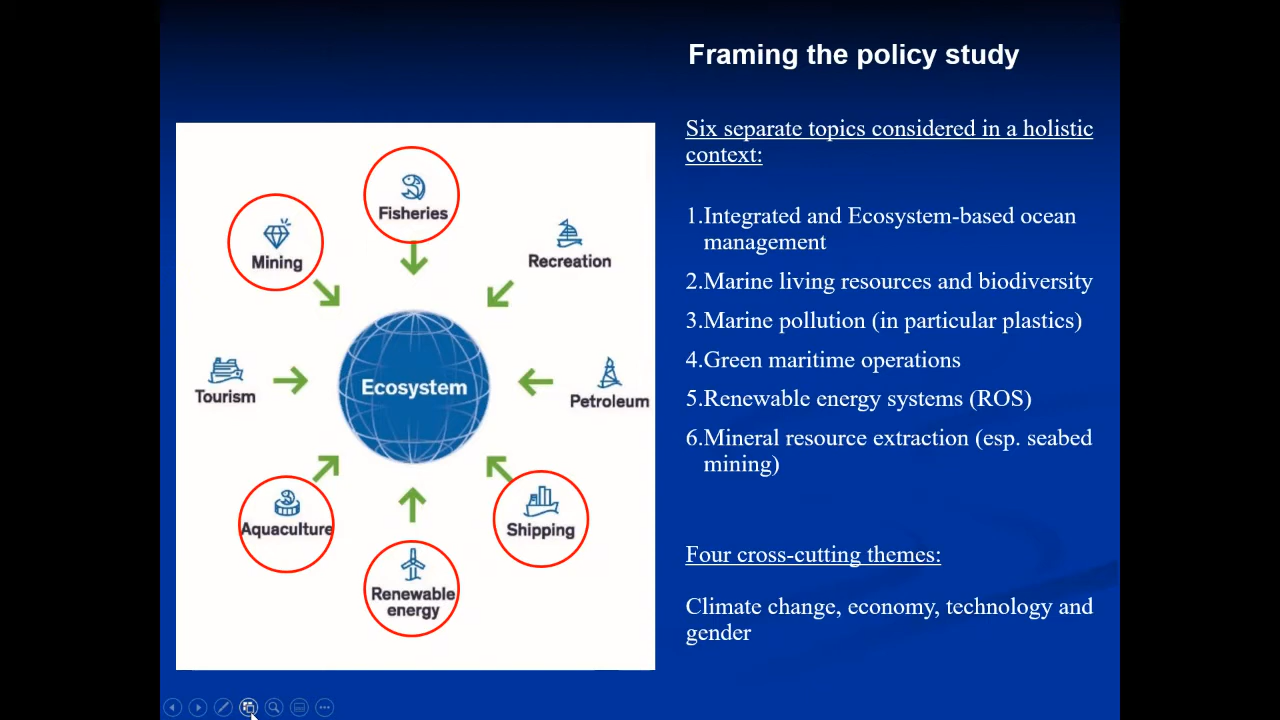 Framing the policy study
Fisheries
Mining
Recreation
Tourism
Ecosystem
Petroleum
Aquaculture
Shipping
Renewable
energy
Six separate topics considered in a holistic
context:
1.Integrated and Ecosystem-based ocean
management
2.Marine living resources and biodiversity
3.Marine pollution (in particular plastics)
4.Green maritime operations
5.Renewable energy systems (ROS)
6.Mineral resource extraction (esp. seabed
mining)
Four cross-cutting themes:
Climate change, economy, technology and
gender